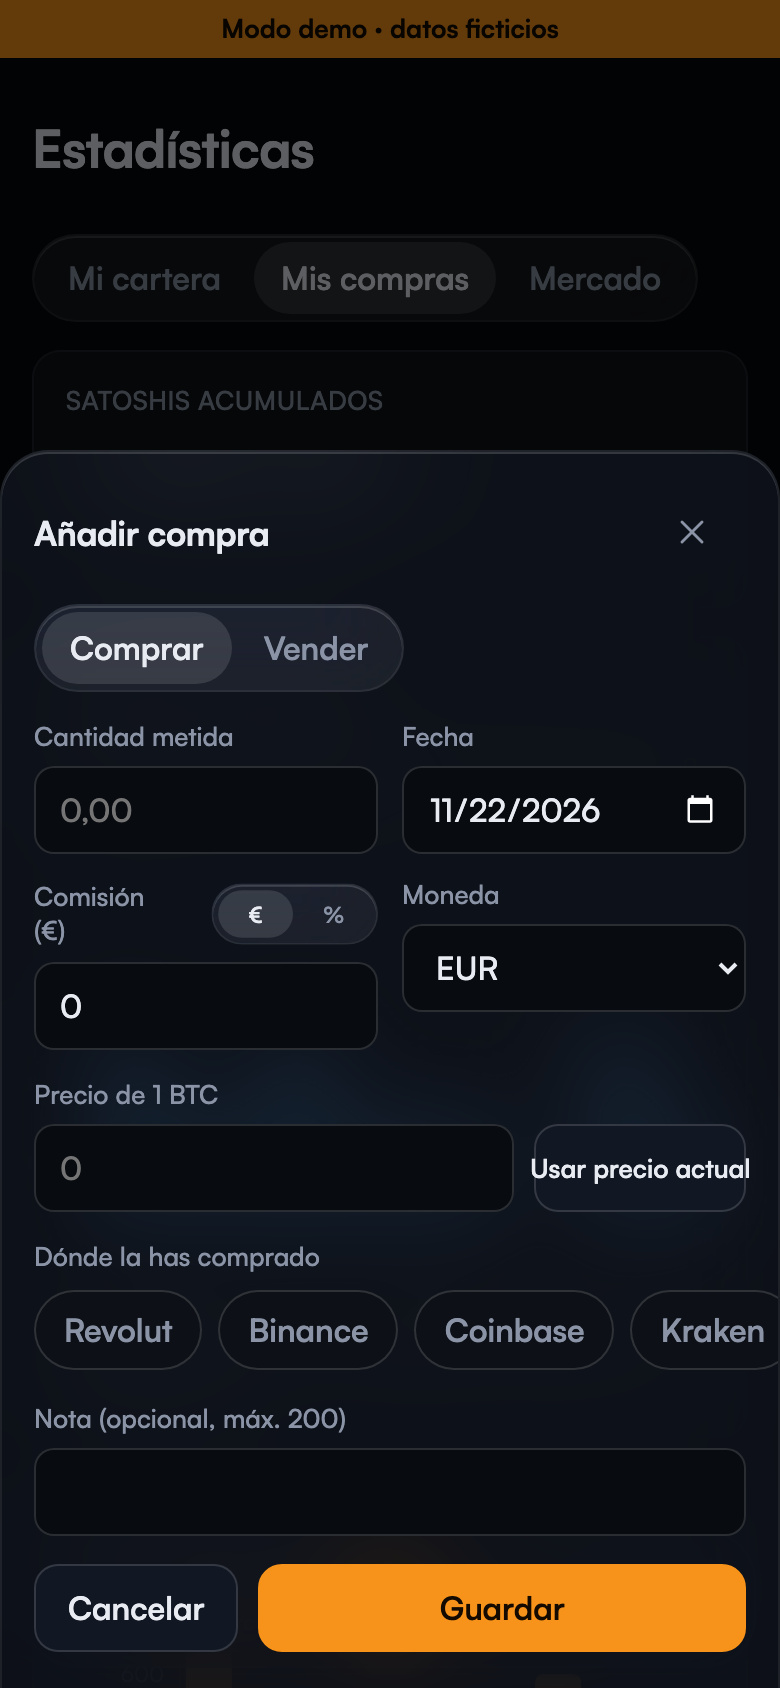 Modo demo • datos ficticios
Estadísticas
Mi cartera Mis compras Mercado
SATOSHIS ACUMULADOS
Añadir compra
Comprar Vender
Cantidad metida Fecha
0,00 11/22/2026
Comisión (€) € % Moneda
0 EUR
Precio de 1 BTC
0 Usar precio actual
Dónde la has comprado
Revolut Binance Coinbase Kraken
Nota (opcional, máx. 200)
Cancelar Guardar